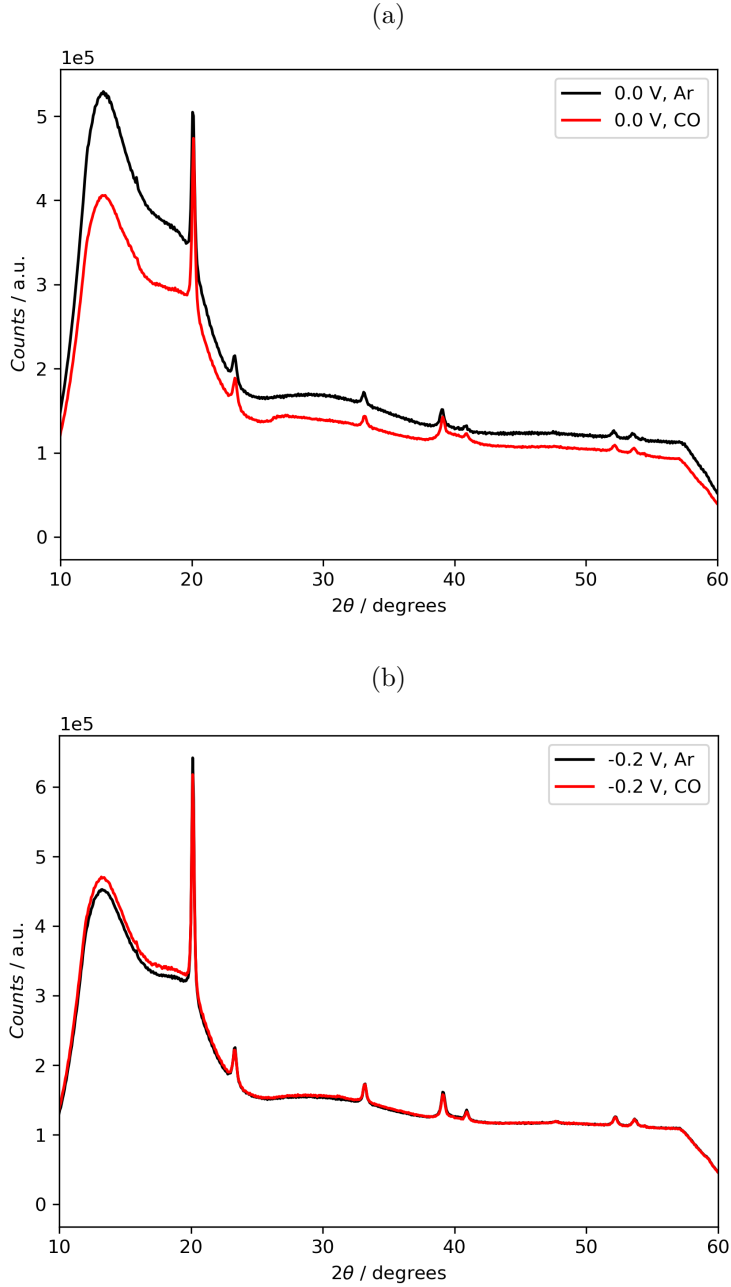 (a)
1e5
0.0 V, Ar
0.0 V, CO
5
4
3
2
1
0
Counts / a.u.
10 20 30 40 50 60
2θ / degrees
(b)
1e5
-0.2 V, Ar
-0.2 V, CO
6
5
4
3
2
1
0
Counts / a.u.
10 20 30 40 50 60
2θ / degrees